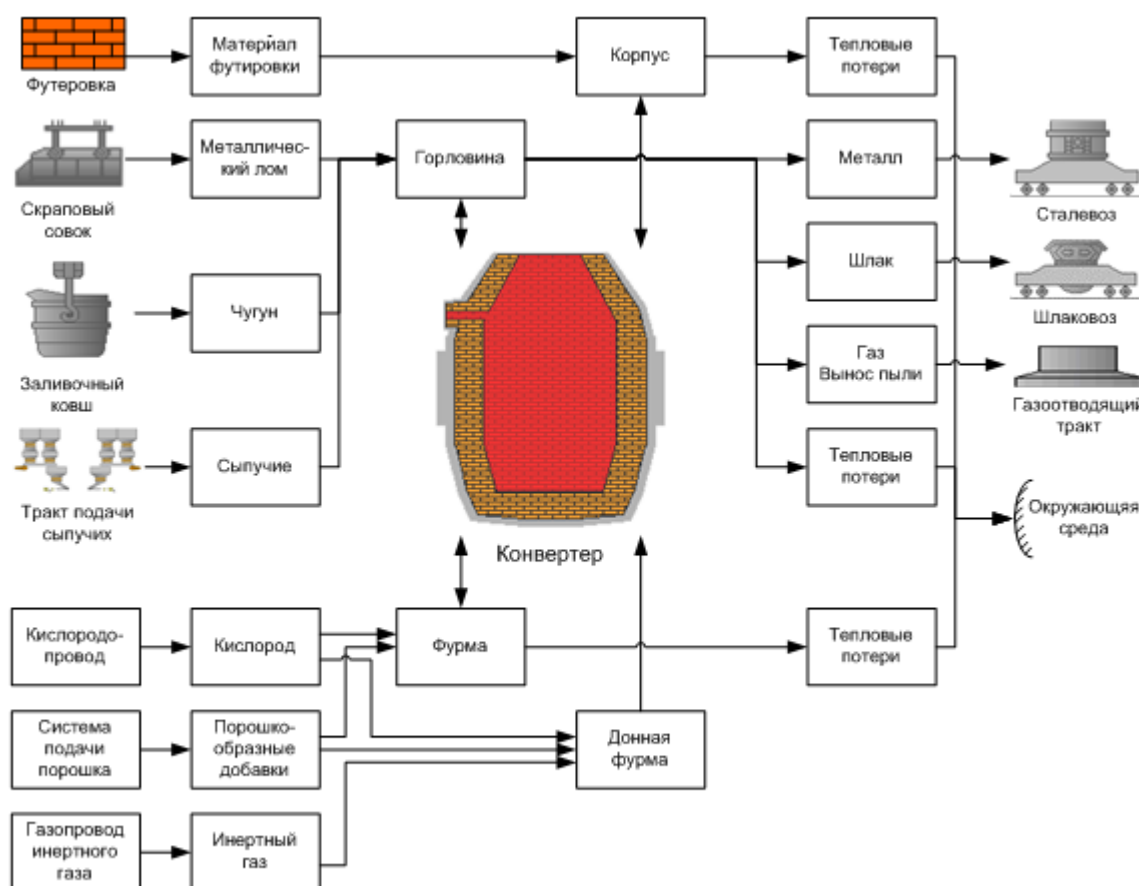 Футеровка
Материал
футировки
Корпус
Тепловые
потери
Скраповый
совок
Металличес-
кий лом
Горловина
Металл
Сталевоз
Заливочный
ковш
Чугун
Шлак
Шлаковоз
Газ
Вынос пыли
Газоотводящий
тракт
Тракт подачи
сыпучих
Сыпучие
Конвертер
Тепловые
потери
Окружающяя
среда
Кислородо-
провод
Кислород
Фурма
Тепловые
потери
Система
подачи
порошка
Порошко-
образные
добавки
Донная
фурма
Газопровод
инертного
газа
Инертный
газ